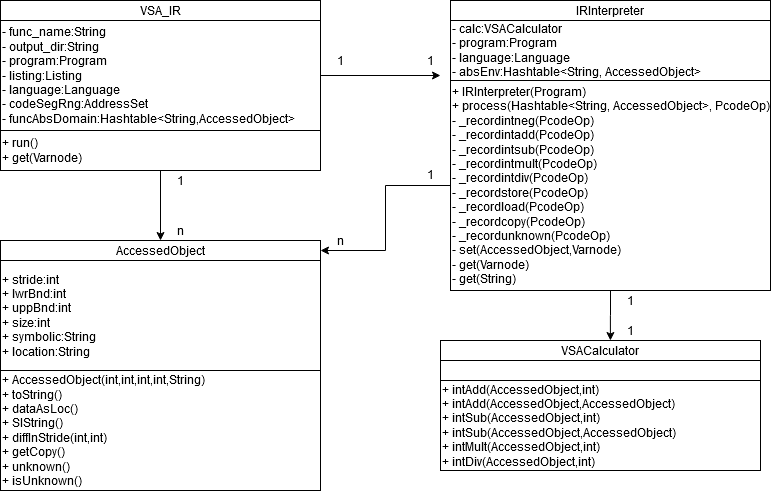 VSA_IR
- func_name:String
- output_dir:String
- program:Program
- listing:Listing
- language:Language
- codeSegRng:AddressSet
- funcAbsDomain:Hashtable<String,AccessedObject>
+ run()
+ get(Varnode)
1
1
IRInterpreter
- calc:VSACalculator
- program:Program
- language:Language
- absEnv:Hashtable<String, AccessedObject>
+ IRInterpreter(Program)
+ process(Hashtable<String, AccessedObject>, PcodeOp)
- _recordintneg(PcodeOp)
- _recordintadd(PcodeOp)
- _recordintsub(PcodeOp)
- _recordintmult(PcodeOp)
- _recordintdiv(PcodeOp)
- _recordstore(PcodeOp)
- _recordload(PcodeOp)
- _recordcopy(PcodeOp)
- _recordunknown(PcodeOp)
- set(AccessedObject,Varnode)
- get(Varnode)
- get(String)
1
n
1
n
AccessedObject
+ stride:int
+ lwrBnd:int
+ uppBnd:int
+ size:int
+ symbolic:String
+ location:String
+ AccessedObject(int,int,int,int,String)
+ toString()
+ dataAsLoc()
+ SIString()
+ diffInStride(int,int)
+ getCopy()
+ unknown()
+ isUnknown()
1
1
VSACalculator
+ intAdd(AccessedObject,int)
+ intAdd(AccessedObject,AccessedObject)
+ intSub(AccessedObject,int)
+ intSub(AccessedObject,AccessedObject)
+ intMult(AccessedObject,int)
+ intDiv(AccessedObject,int)